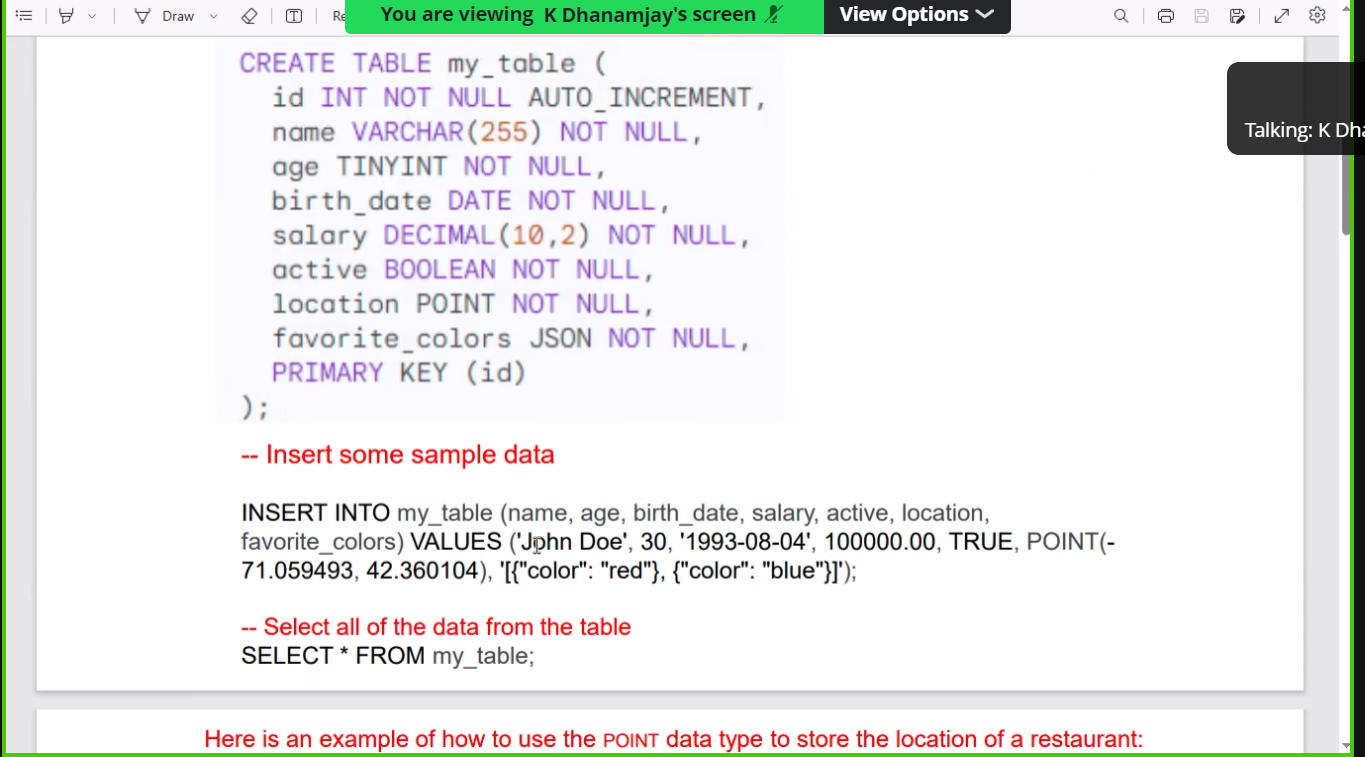 Draw
You are viewing K Dhanamjay's screen
View Options
CREATE TABLE my_table (
id INT NOT NULL AUTO_INCREMENT,
name VARCHAR(255) NOT NULL,
age TINYINT NOT NULL,
birth_date DATE NOT NULL,
salary DECIMAL(10,2) NOT NULL,
active BOOLEAN NOT NULL,
location POINT NOT NULL,
favorite_colors JSON NOT NULL,
PRIMARY KEY (id)
);
Talking: K Dha
-- Insert some sample data
INSERT INTO my_table (name, age, birth_date, salary, active, location,
favorite_colors) VALUES ('John Doe', 30, '1993-08-04', 100000.00, TRUE, POINT(-
71.059493, 42.360104), '[{"color": "red"}, {"color": "blue"}]');
-- Select all of the data from the table
SELECT * FROM my_table;
Here is an example of how to use the POINT data type to store the location of a restaurant: